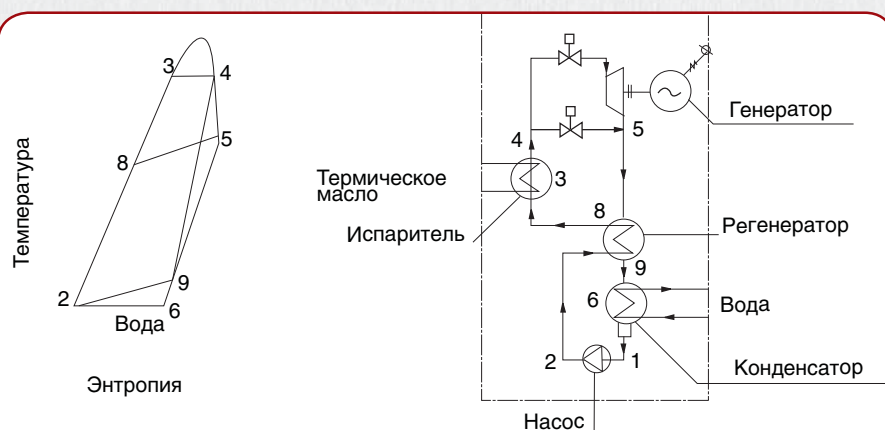 3
4
5
8
9
2
6
Температура
Вода
Энтропия
4
5
3
8
9
6
2
1
Генератор
Термическое
масло
Испаритель
Регенератор
Вода
Конденсатор
Насос